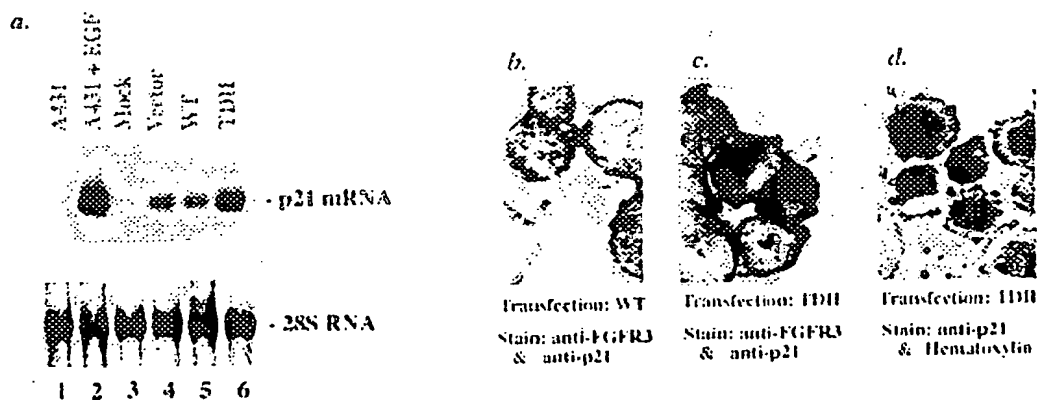 a.
A431
A431 + EGF
Mock
Vector
WT
TDII
- p21 mRNA
- 28S RNA
1 2 3 4 5 6
b.
Transfection: WT
Stain: anti-FGFR3
& anti-p21
c.
Transfection: TDII
Stain: anti-FGFR3
& anti-p21
d.
Transfection: TDII
Stain: anti-p21
& Hematoxylin